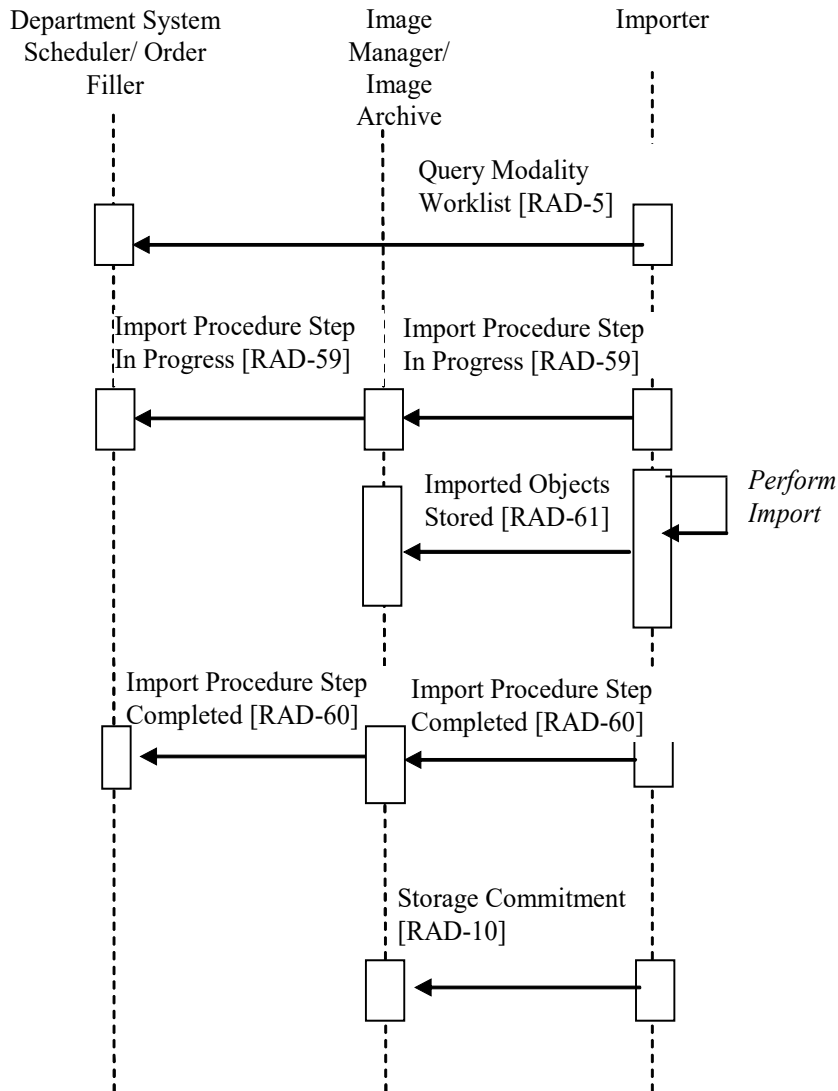 Department System
Scheduler/ Order
Filler
Image
Manager/
Image
Archive
Importer
Query Modality
Worklist [RAD-5]
Import Procedure Step
In Progress [RAD-59]
Import Procedure Step
In Progress [RAD-59]
Imported Objects
Stored [RAD-61]
Perform
Import
Import Procedure Step
Completed [RAD-60]
Import Procedure Step
Completed [RAD-60]
Storage Commitment
[RAD-10]